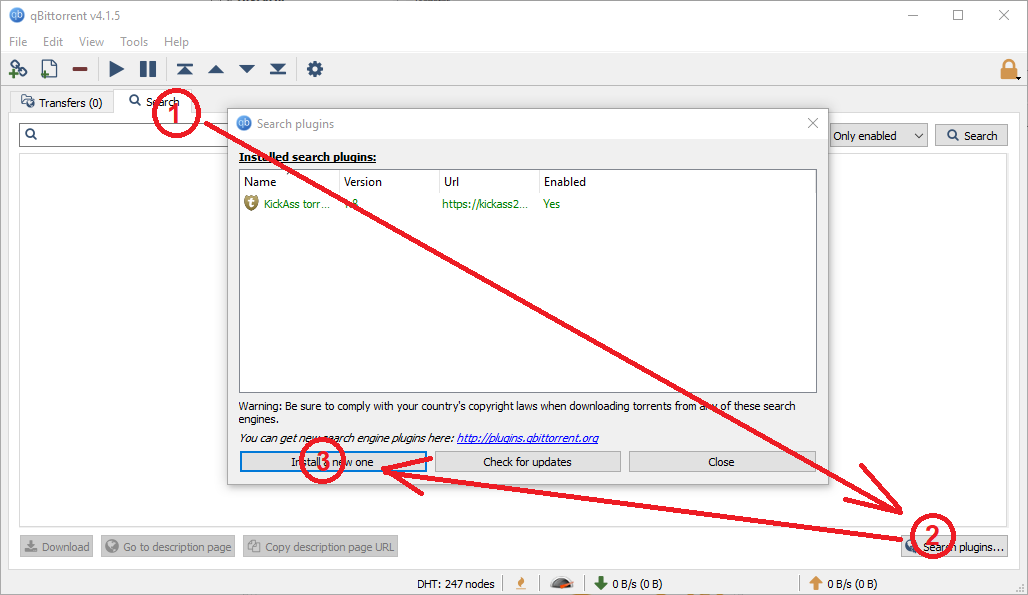 qBittorrent v4.1.5
File Edit View Tools Help
Transfers (0) Search
1
Search plugins
Only enabled Search
Installed search plugins:
Name Version Url Enabled
KickAss torr... https://kickass2... Yes
Warning: Be sure to comply with your country's copyright laws when downloading torrents from any of these search
engines.
You can get new search engine plugins here: http://plugins.qbittorrent.org
Install a new one Check for updates Close
3
2
Download Go to description page Copy description page URL Search plugins...
DHT: 247 nodes 0 B/s (0 B) 0 B/s (0 B)